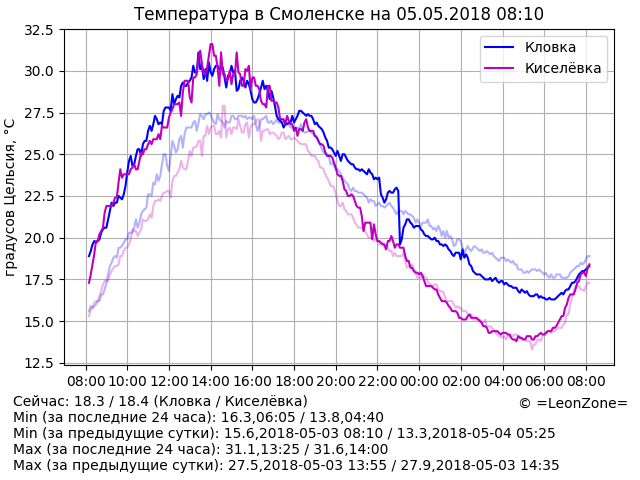 Температура в Смоленске на 05.05.2018 08:10
32.5
30.0
27.5
25.0
22.5
20.0
17.5
15.0
12.5
градусов Цельсия, °C
Кловка
Киселёвка
08:00 10:00 12:00 14:00 16:00 18:00 20:00 22:00 00:00 02:00 04:00 06:00 08:00
Сейчас: 18.3 / 18.4 (Кловка / Киселёвка)
© =LeonZone=
Min (за последние 24 часа): 16.3,06:05 / 13.8,04:40
Min (за предыдущие сутки): 15.6,2018-05-03 08:10 / 13.3,2018-05-04 05:25
Max (за последние 24 часа): 31.1,13:25 / 31.6,14:00
Max (за предыдущие сутки): 27.5,2018-05-03 13:55 / 27.9,2018-05-03 14:35